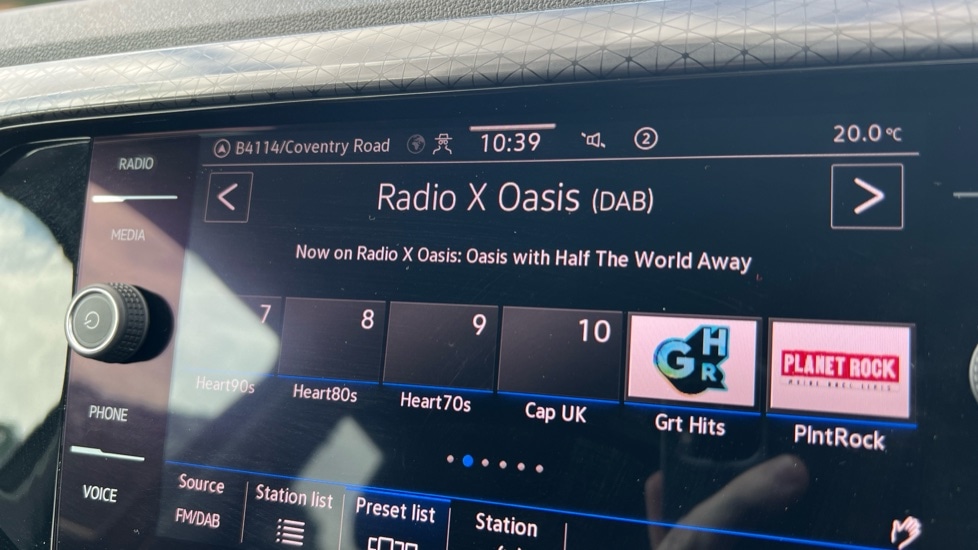 RADIO
MEDIA
PHONE
VOICE
B4114/Coventry Road
10:39
2
20.0°C
<
Radio X Oasis (DAB)
>
Now on Radio X Oasis: Oasis with Half The World Away
7
8
9
10
GHR
PLANET ROCK
Heart90s
Heart80s
Heart70s
Cap UK
Grt Hits
PlntRock
Source
FM/DAB
Station list
Preset list
Station